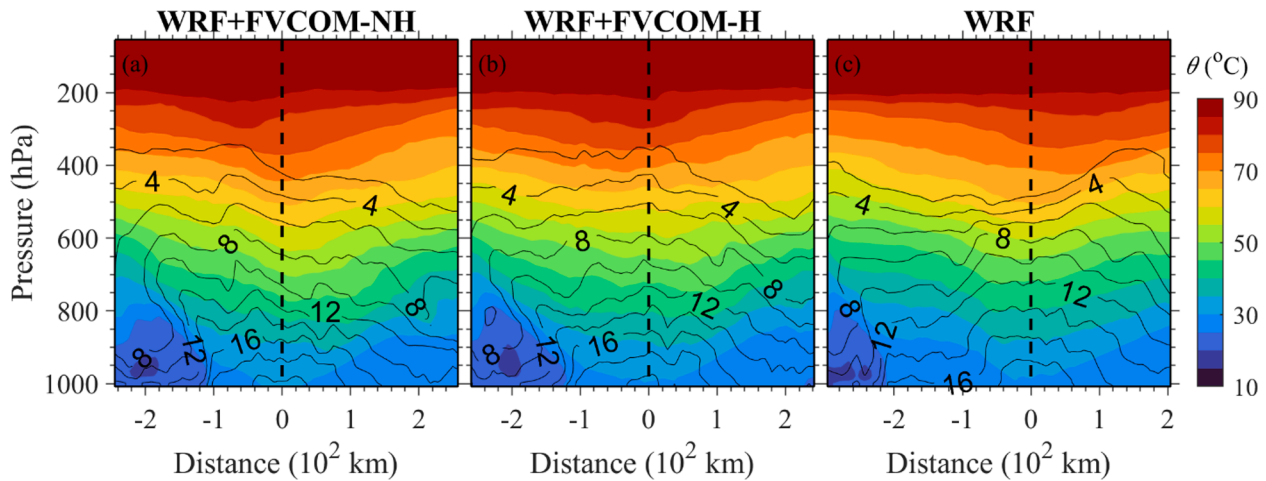 WRF+FVCOM-NH WRF+FVCOM-H WRF
(a) (b) (c) θ (°C)
Pressure (hPa)
200
400
600
800
1000
4 4 8 12 8 16 12 8
4 4 8 12 8 16 12 8
4 4 8 12 8 12 16
90
70
50
30
10
-2 -1 0 1 2 -2 -1 0 1 2 -2 -1 0 1 2
Distance (10² km) Distance (10² km) Distance (10² km)